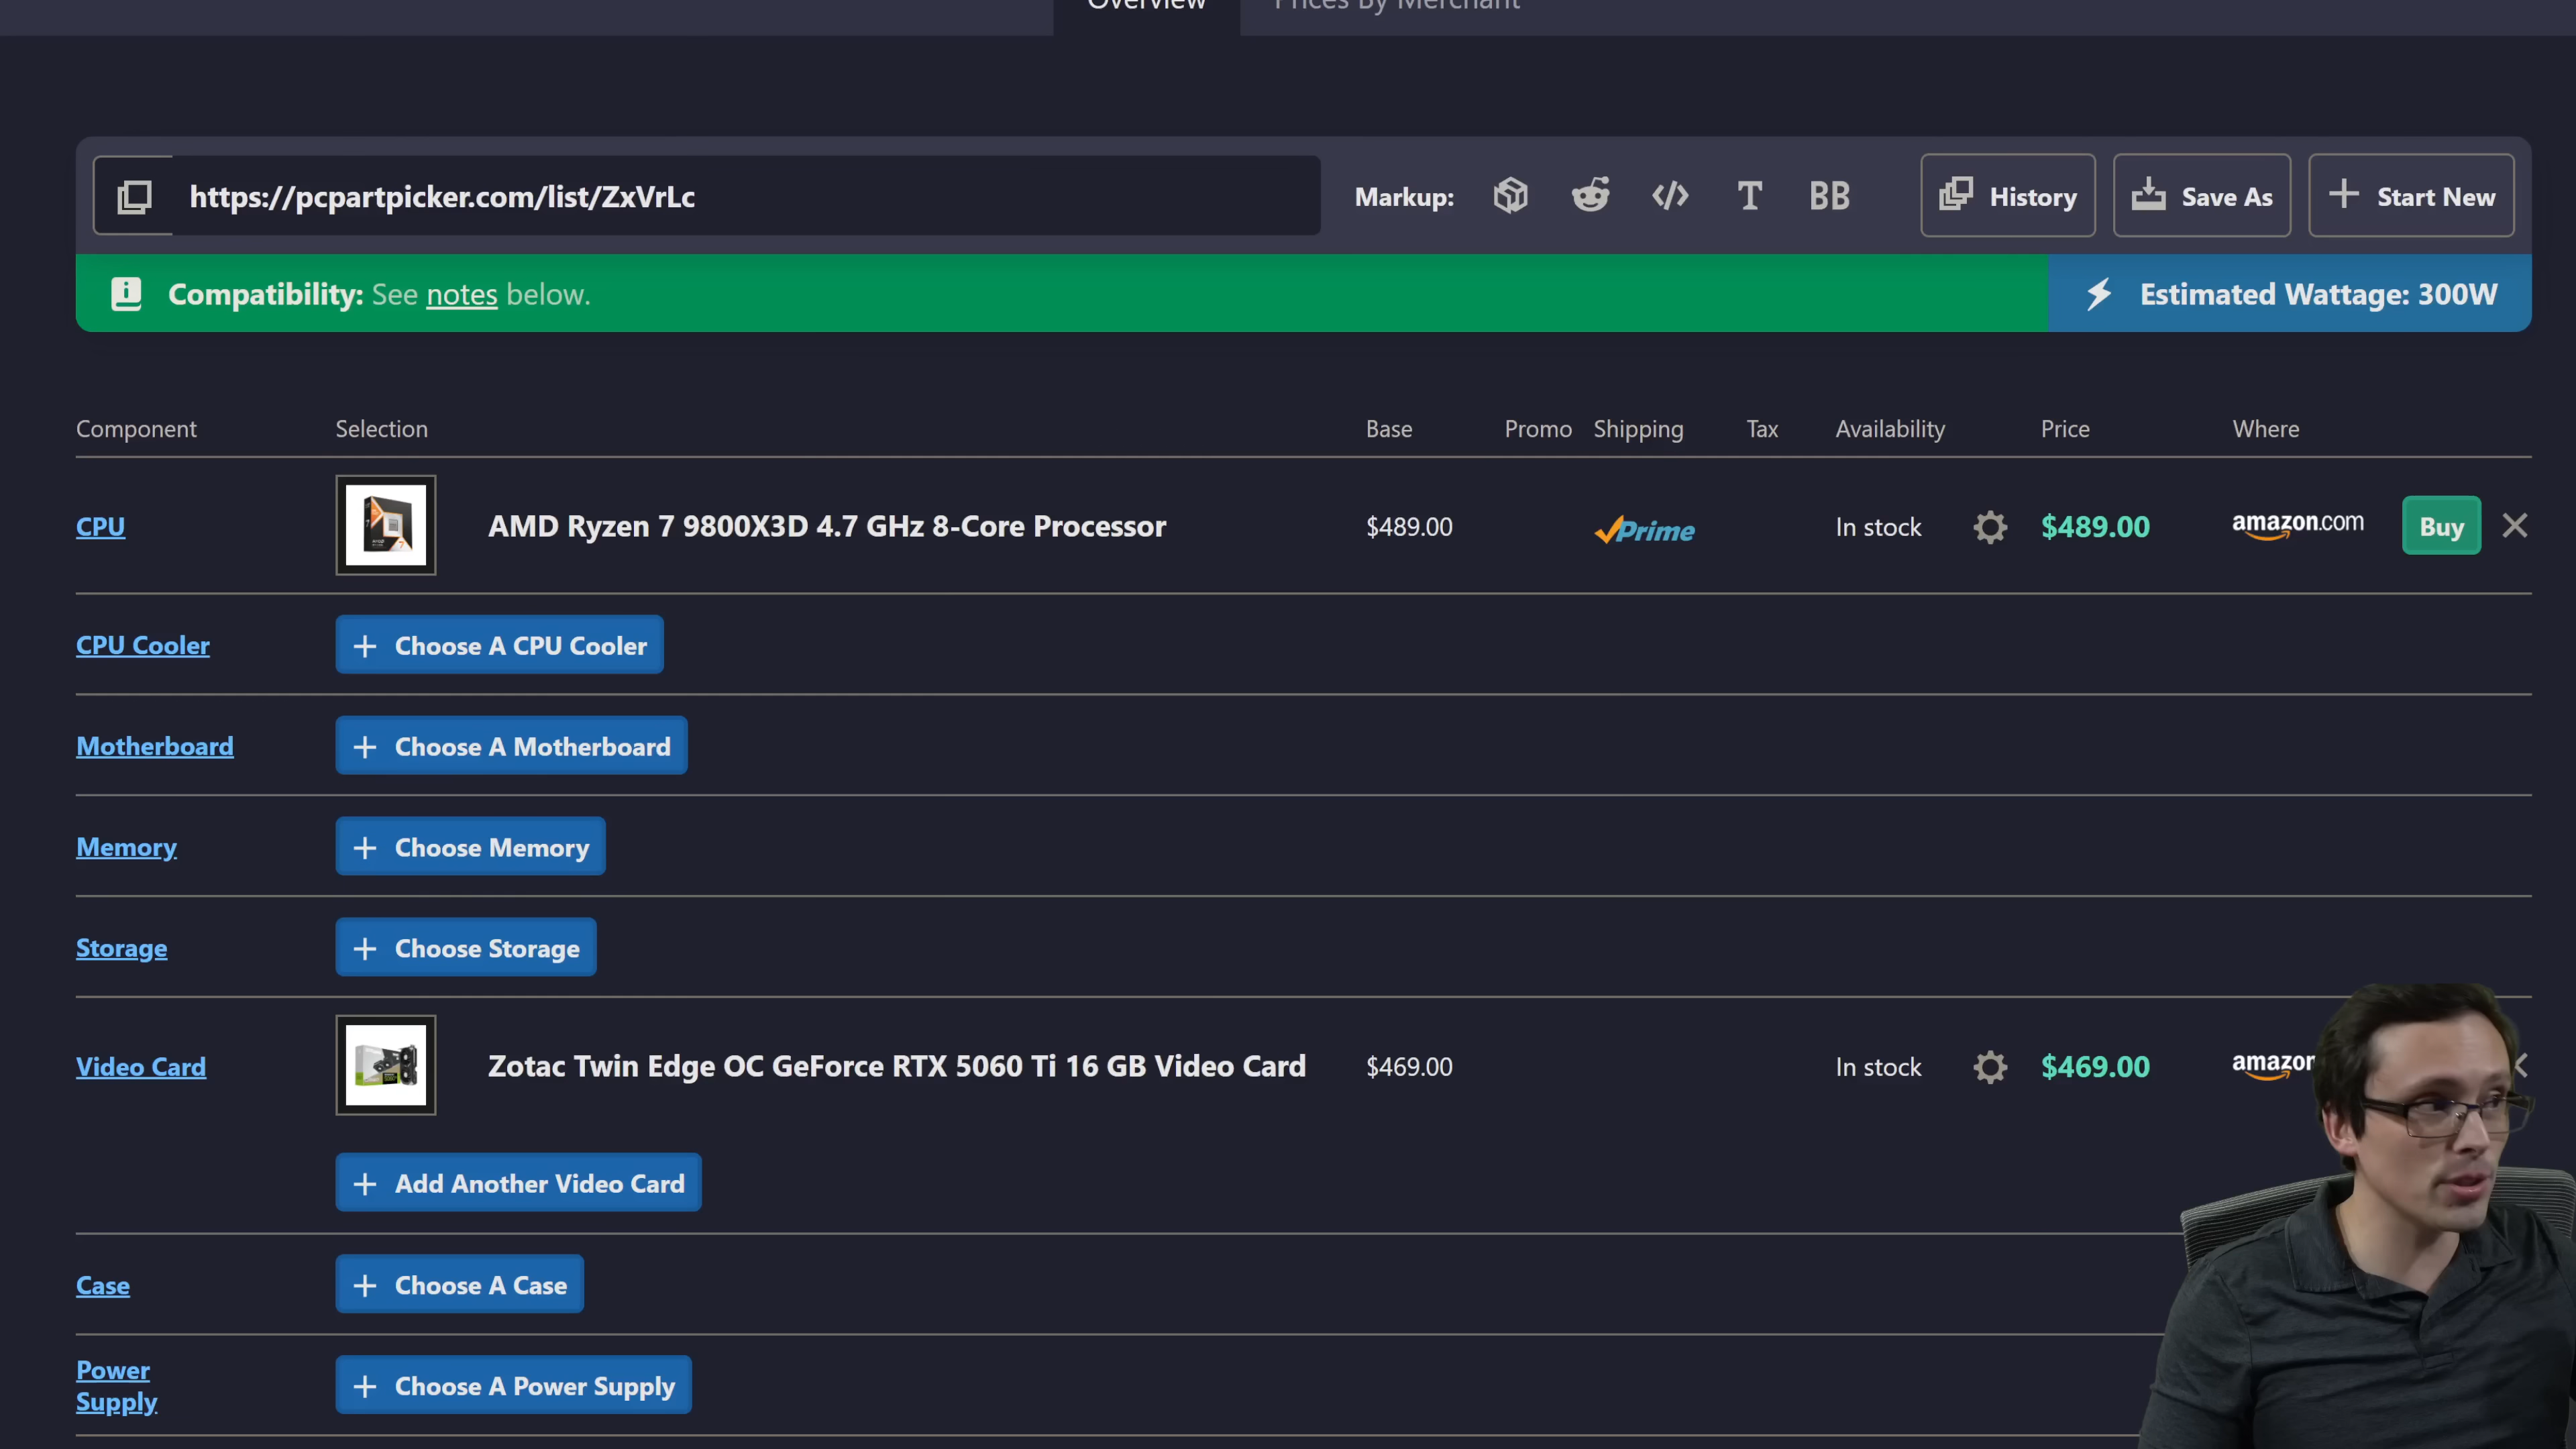 Overview Prices By Merchant
https://pcpartpicker.com/list/ZxVrLc Markup: T BB History Save As Start New
Compatibility: See notes below. Estimated Wattage: 300W
Component Selection Base Promo Shipping Tax Availability Price Where
CPU AMD Ryzen 7 9800X3D 4.7 GHz 8-Core Processor $489.00 Prime In stock $489.00 amazon.com Buy
CPU Cooler Choose A CPU Cooler
Motherboard Choose A Motherboard
Memory Choose Memory
Storage Choose Storage
Video Card Zotac Twin Edge OC GeForce RTX 5060 Ti 16 GB Video Card $469.00 In stock $469.00 amazon
Add Another Video Card
Case Choose A Case
Power
Supply Choose A Power Supply